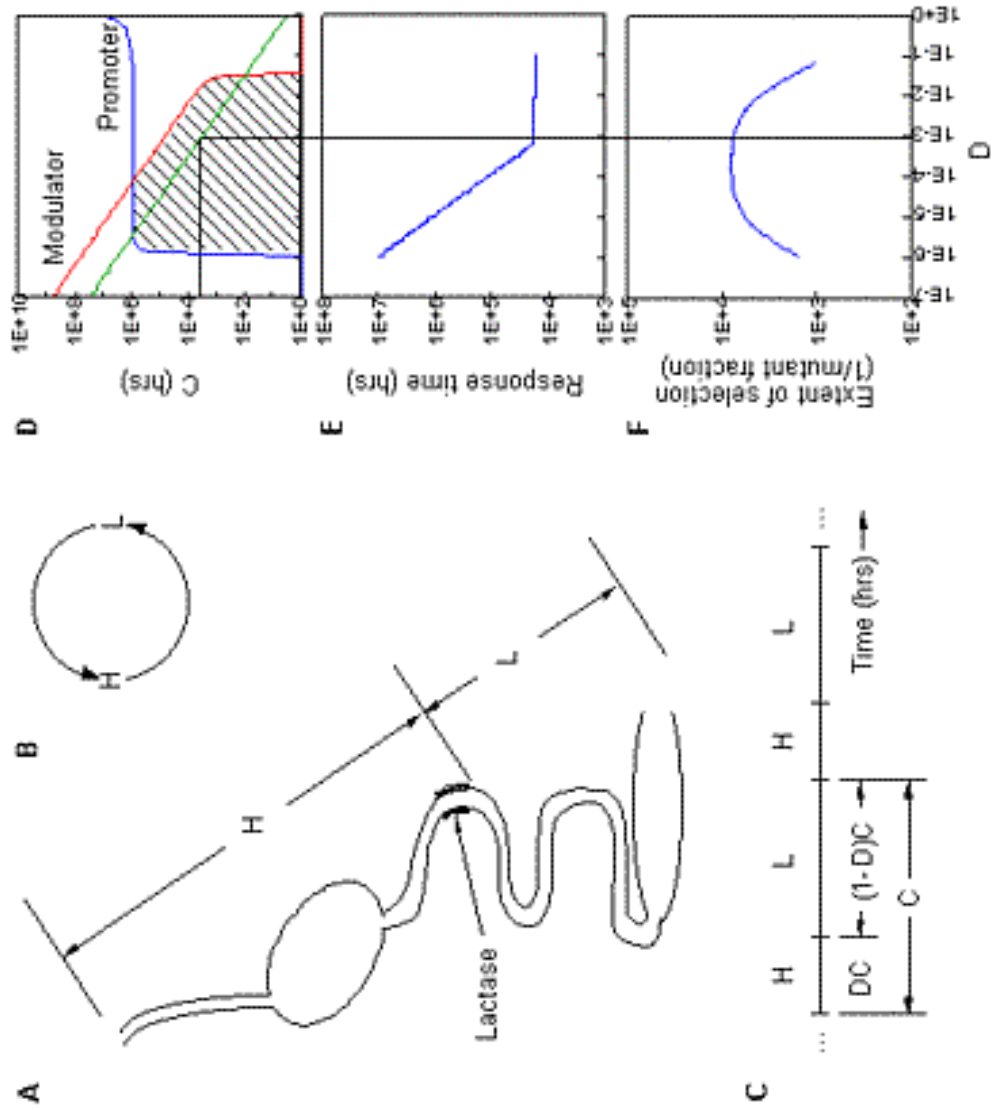 A
H
L
Lactase
B
H
L
C
... H L H L ...
DC
(1-D)C
Time (hrs)
C
D
C (hrs)
1E+10
1E+8
1E+6
1E+4
1E+2
1E+0
Modulator
Promoter
E
Response time (hrs)
1E+8
1E+7
1E+6
1E+5
1E+4
1E+3
F
Extent of selection
(1/mutant fraction)
1E+5
1E+4
1E+3
1E+2
1E-7
1E-6
1E-5
1E-4
1E-3
1E-2
1E-1
1E+0
D